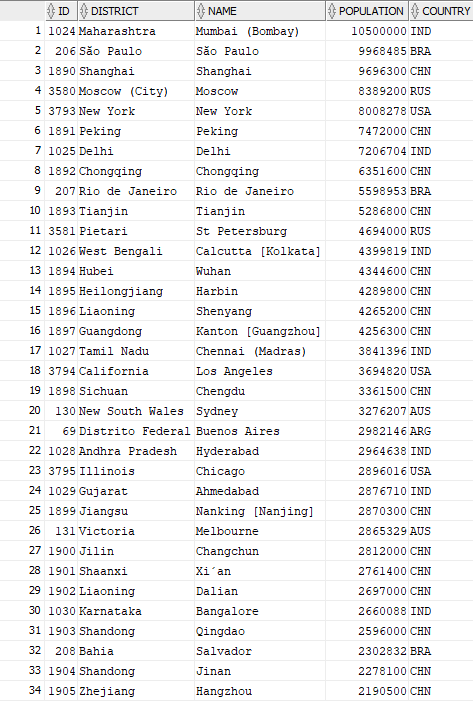 ID DISTRICT NAME POPULATION COUNTRY
1 1024 Maharashtra Mumbai (Bombay) 10500000 IND
2 206 São Paulo São Paulo 9968485 BRA
3 1890 Shanghai Shanghai 9696300 CHN
4 3580 Moscow (City) Moscow 8389200 RUS
5 3793 New York New York 8008278 USA
6 1891 Peking Peking 7472000 CHN
7 1025 Delhi Delhi 7206704 IND
8 1892 Chongqing Chongqing 6351600 CHN
9 207 Rio de Janeiro Rio de Janeiro 5598953 BRA
10 1893 Tianjin Tianjin 5286800 CHN
11 3581 Pietari St Petersburg 4694000 RUS
12 1026 West Bengali Calcutta [Kolkata] 4399819 IND
13 1894 Hubei Wuhan 4344600 CHN
14 1895 Heilongjiang Harbin 4289800 CHN
15 1896 Liaoning Shenyang 4265200 CHN
16 1897 Guangdong Kanton [Guangzhou] 4256300 CHN
17 1027 Tamil Nadu Chennai (Madras) 3841396 IND
18 3794 California Los Angeles 3694820 USA
19 1898 Sichuan Chengdu 3361500 CHN
20 130 New South Wales Sydney 3276207 AUS
21 69 Distrito Federal Buenos Aires 2982146 ARG
22 1028 Andhra Pradesh Hyderabad 2964638 IND
23 3795 Illinois Chicago 2896016 USA
24 1029 Gujarat Ahmedabad 2876710 IND
25 1899 Jiangsu Nanking [Nanjing] 2870300 CHN
26 131 Victoria Melbourne 2865329 AUS
27 1900 Jilin Changchun 2812000 CHN
28 1901 Shaanxi Xi´an 2761400 CHN
29 1902 Liaoning Dalian 2697000 CHN
30 1030 Karnataka Bangalore 2660088 IND
31 1903 Shandong Qingdao 2596000 CHN
32 208 Bahia Salvador 2302832 BRA
33 1904 Shandong Jinan 2278100 CHN
34 1905 Zhejiang Hangzhou 2190500 CHN